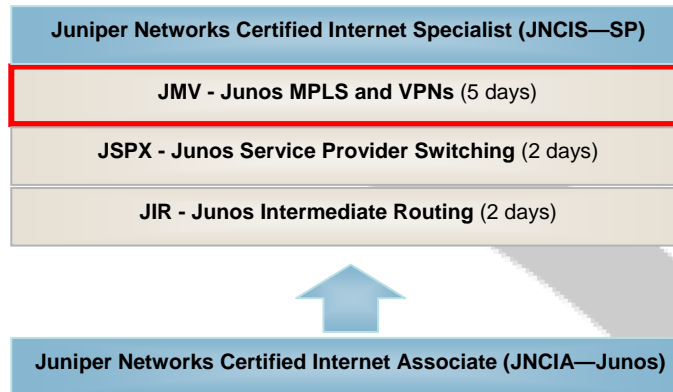 Juniper Networks Certified Internet Specialist (JNCIS—SP)
JMV - Junos MPLS and VPNs (5 days)
JSPX - Junos Service Provider Switching (2 days)
JIR - Junos Intermediate Routing (2 days)
Juniper Networks Certified Internet Associate (JNCIA—Junos)